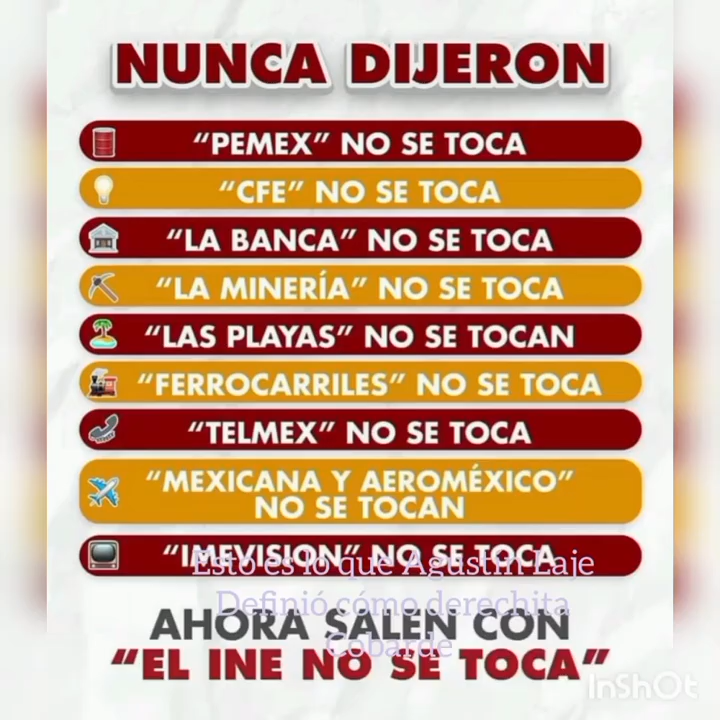 NUNCA DIJERON
“PEMEX” NO SE TOCA
“CFE” NO SE TOCA
“LA BANCA” NO SE TOCA
“LA MINERÍA” NO SE TOCA
“LAS PLAYAS” NO SE TOCAN
“FERROCARRILES” NO SE TOCA
“TELMEX” NO SE TOCA
“MEXICANA Y AEROMÉXICO”
NO SE TOCAN
“IMEVISION” NO SE TOCA
Esto es lo que Agustín Laje
Definió cómo derechita
Cobarde
AHORA SALEN CON
“EL INE NO SE TOCA”
InShOt